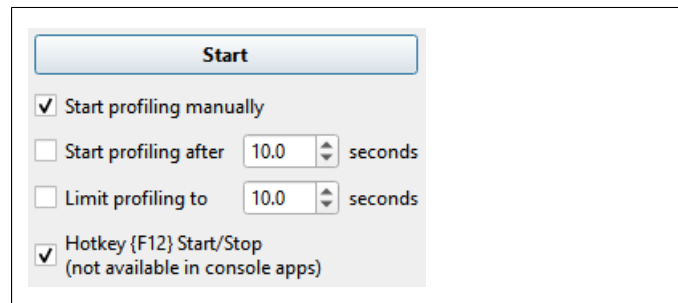 Start
Start profiling manually
Start profiling after 10.0 seconds
Limit profiling to 10.0 seconds
Hotkey {F12} Start/Stop
(not available in console apps)